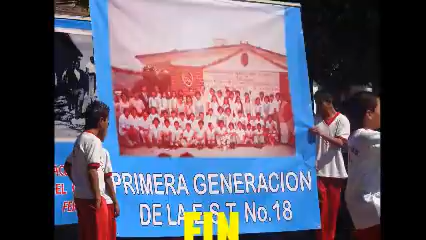 PRIMERA GENERACION
DE LA E.S.T. No.18
FIN